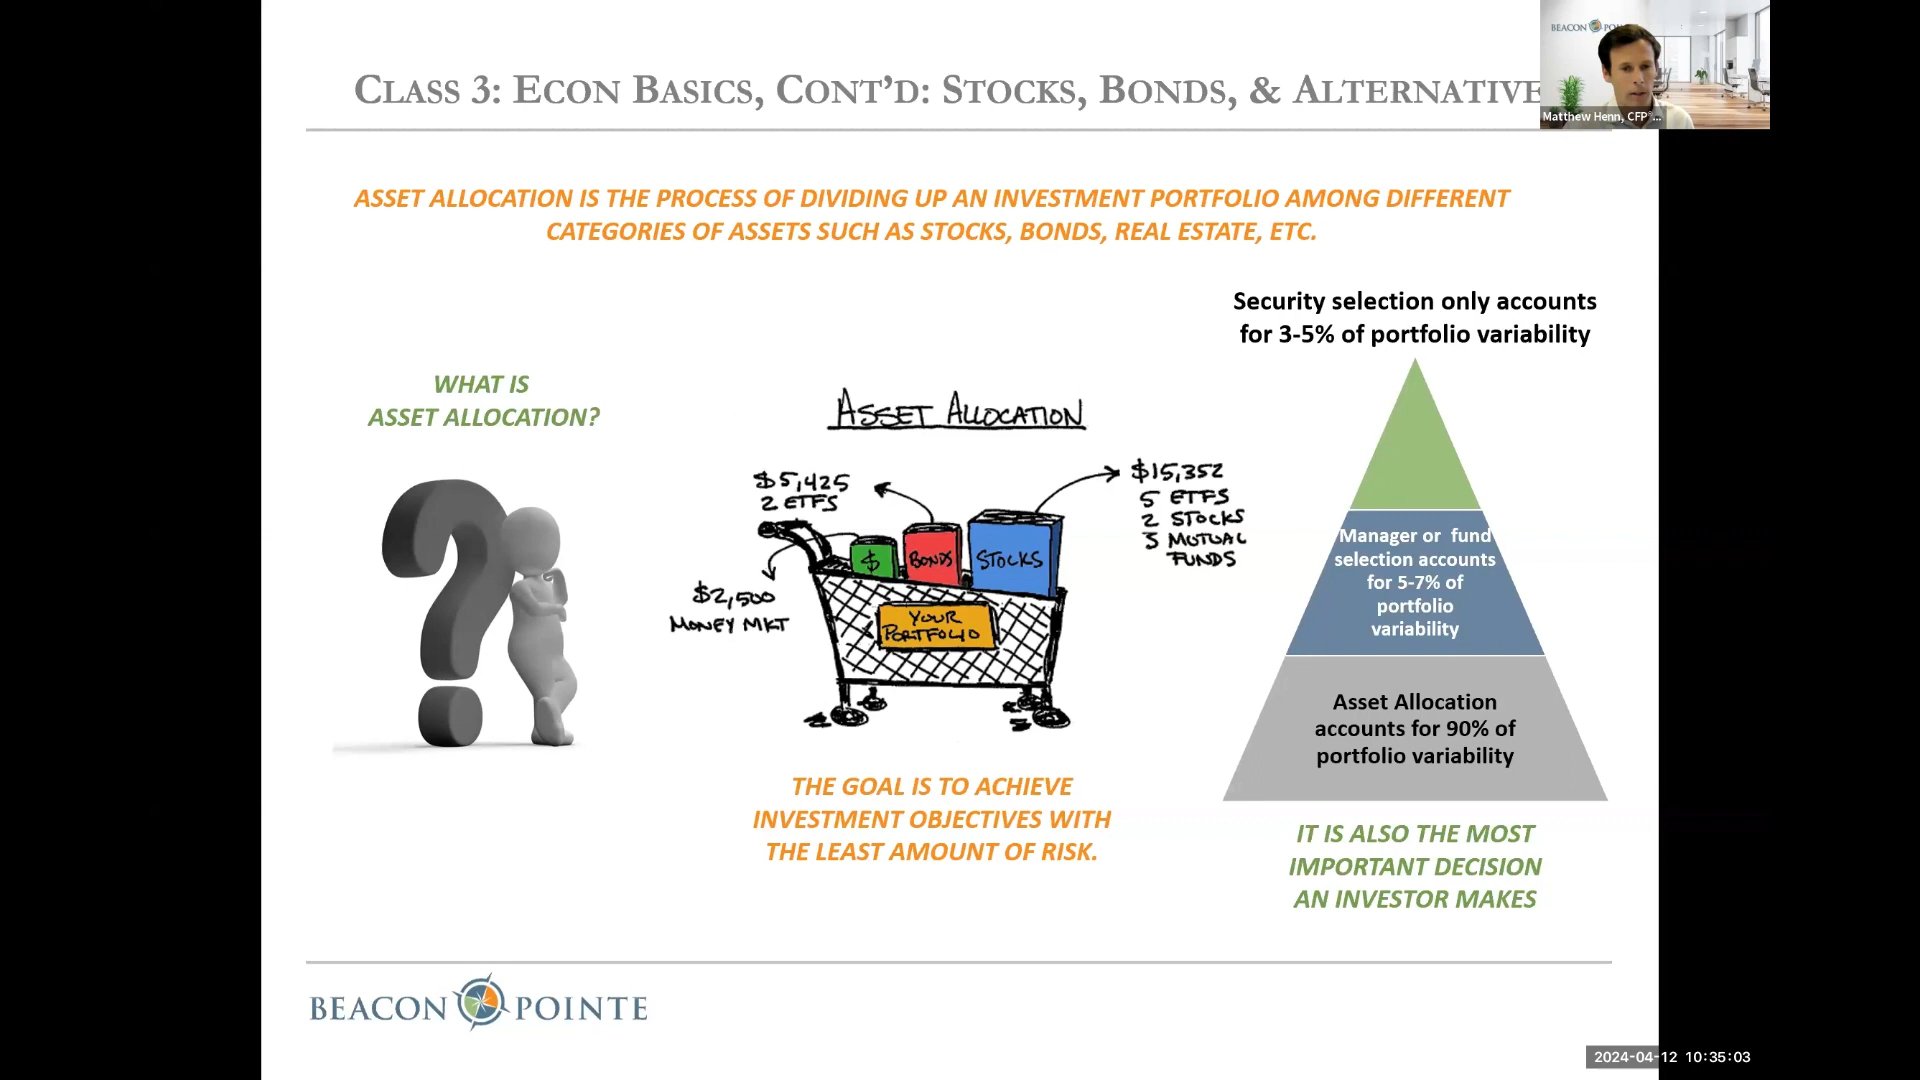 CLASS 3: ECON BASICS, CONT'D: STOCKS, BONDS, & ALTERNATIVE
BEACON
Matthew Henn, CFP®...
ASSET ALLOCATION IS THE PROCESS OF DIVIDING UP AN INVESTMENT PORTFOLIO AMONG DIFFERENT
CATEGORIES OF ASSETS SUCH AS STOCKS, BONDS, REAL ESTATE, ETC.
WHAT IS
ASSET ALLOCATION?
ASSET ALLOCATION
$5,425
2 ETFS
$15,352
5 ETFS
2 STOCKS
3 MUTUAL
FUNDS
$
BONDS
STOCKS
$2,500
MONEY MKT
YOUR
PORTFOLIO
THE GOAL IS TO ACHIEVE
INVESTMENT OBJECTIVES WITH
THE LEAST AMOUNT OF RISK.
Security selection only accounts
for 3-5% of portfolio variability
Manager or fund
selection accounts
for 5-7% of
portfolio
variability
Asset Allocation
accounts for 90% of
portfolio variability
IT IS ALSO THE MOST
IMPORTANT DECISION
AN INVESTOR MAKES
BEACON POINTE
2024-04-12 10:35:03